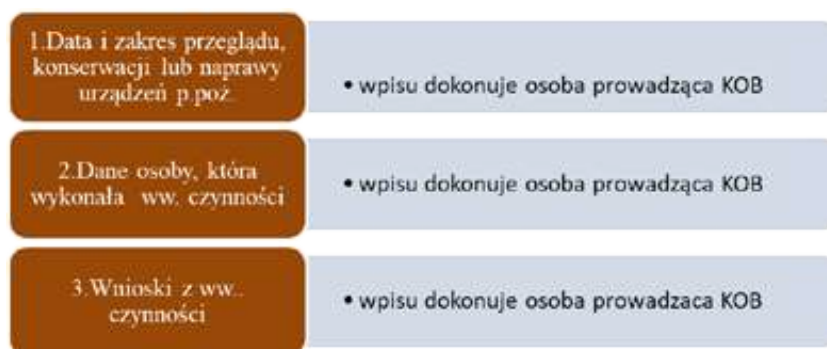 1.Data i zakres przeglądu,
konserwacji lub naprawy
urządzeń p.poż
• wpisu dokonuje osoba prowadząca KOB
2.Dane osoby, która
wykonała ww. czynności
• wpisu dokonuje osoba prowadząca KOB
3.Wnioski z ww..
czynności
• wpisu dokonuje osoba prowadzaca KOB